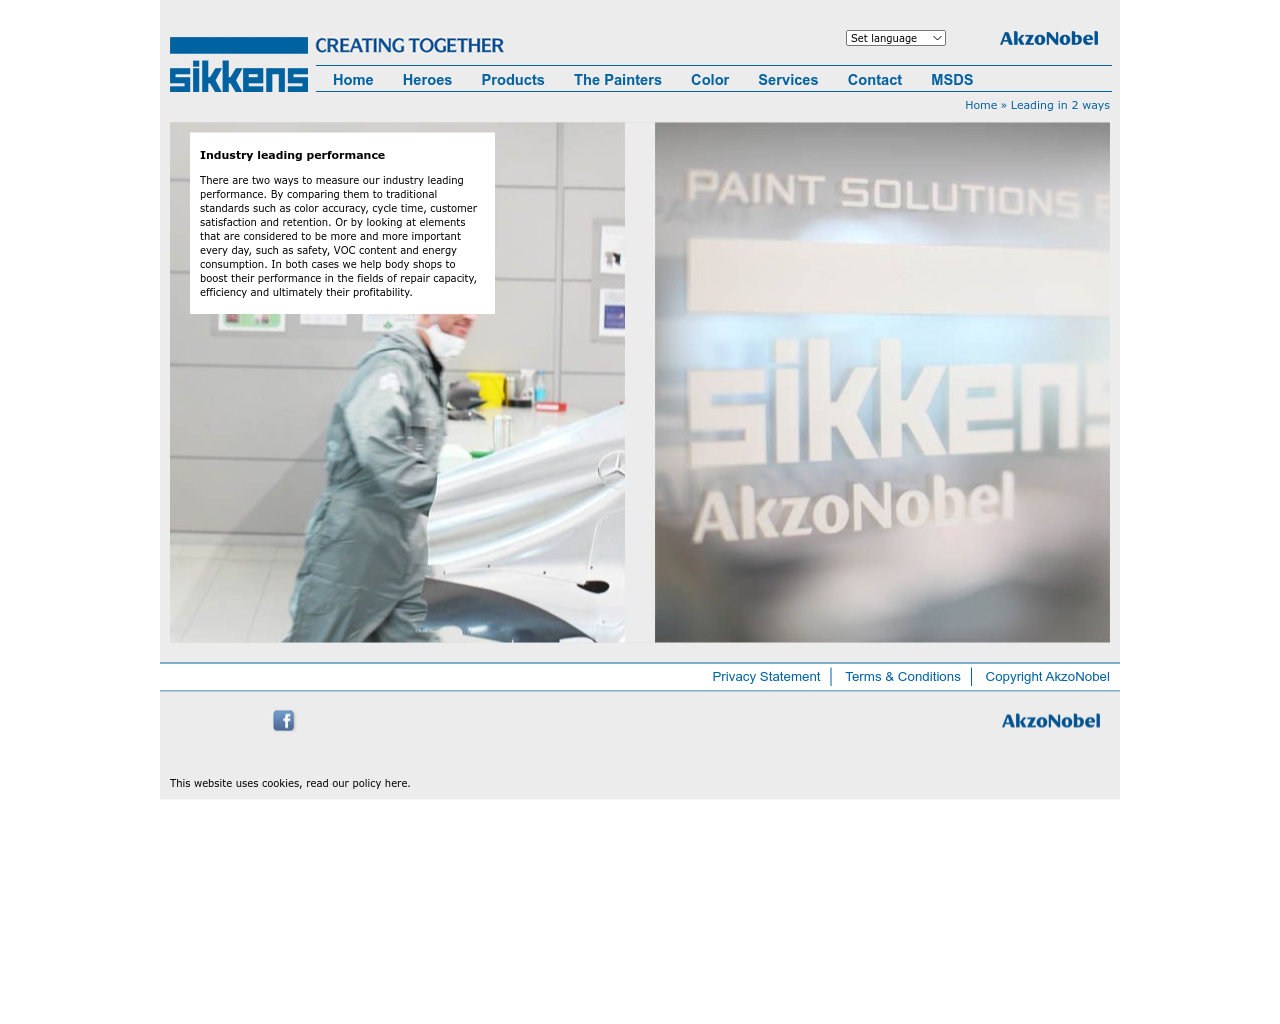 CREATING TOGETHER
Set language
AkzoNobel
sikkens
Home Heroes Products The Painters Color Services Contact MSDS
Home » Leading in 2 ways
Industry leading performance
There are two ways to measure our industry leading
performance. By comparing them to traditional
standards such as color accuracy, cycle time, customer
satisfaction and retention. Or by looking at elements
that are considered to be more and more important
every day, such as safety, VOC content and energy
consumption. In both cases we help body shops to
boost their performance in the fields of repair capacity,
efficiency and ultimately their profitability.
PAINT SOLUTIONS
sikkens
AkzoNobel
Privacy Statement Terms & Conditions Copyright AkzoNobel
f
AkzoNobel
This website uses cookies, read our policy here.